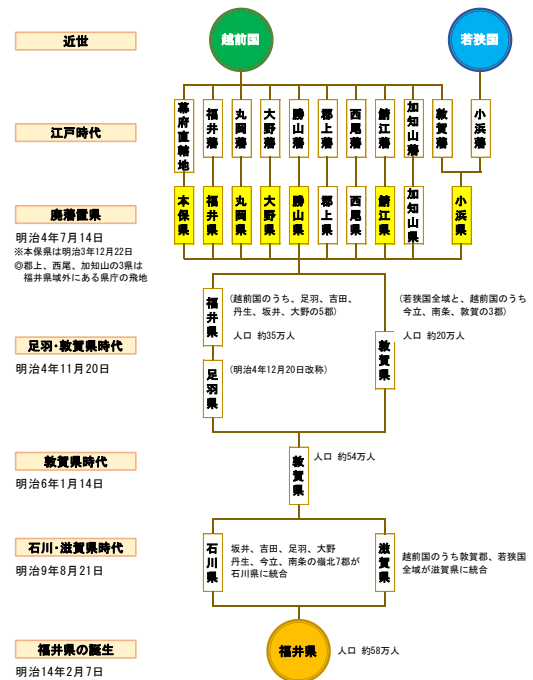 近世
越前国
若狭国
江戸時代
幕府直轄地
福井藩
丸岡藩
大野藩
勝山藩
郡上藩
西尾藩
鯖江藩
加知山藩
敦賀藩
小浜藩
廃藩置県
明治4年7月14日
※本保県は明治3年12月22日
◎郡上、西尾、加知山の3県は
福井県域外にある県庁の飛地
本保県
福井県
丸岡県
大野県
勝山県
郡上県
西尾県
鯖江県
加知山県
小浜県
足羽・敦賀県時代
明治4年11月20日
福井県
(越前国のうち、足羽、吉田、
丹生、坂井、大野の5郡)
人口 約35万人
足羽県
(明治4年12月20日改称)
敦賀県
(若狭国全域と、越前国のうち
今立、南条、敦賀の3郡)
人口 約20万人
敦賀県時代
明治6年1月14日
敦賀県
人口 約54万人
石川・滋賀県時代
明治9年8月21日
石川県
坂井、吉田、足羽、大野
丹生、今立、南条の嶺北7郡が
石川県に統合
滋賀県
越前国のうち敦賀郡、若狭国
全域が滋賀県に統合
福井県の誕生
明治14年2月7日
福井県
人口 約58万人